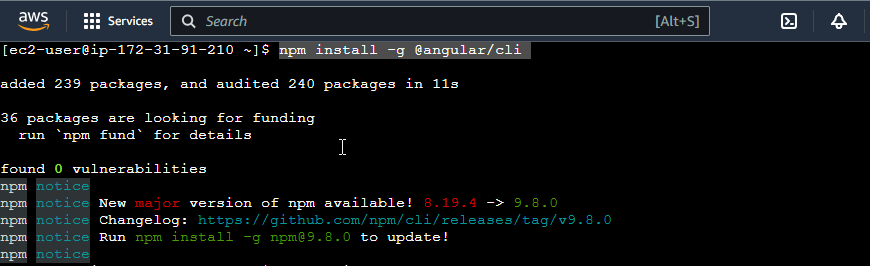 aws Services Search [Alt+S]
[ec2-user@ip-172-31-91-210 ~]$ npm install -g @angular/cli
added 239 packages, and audited 240 packages in 11s
36 packages are looking for funding
  run `npm fund` for details
found 0 vulnerabilities
npm notice
npm notice New major version of npm available! 8.19.4 -> 9.8.0
npm notice Changelog: https://github.com/npm/cli/releases/tag/v9.8.0
npm notice Run npm install -g npm@9.8.0 to update!
npm notice